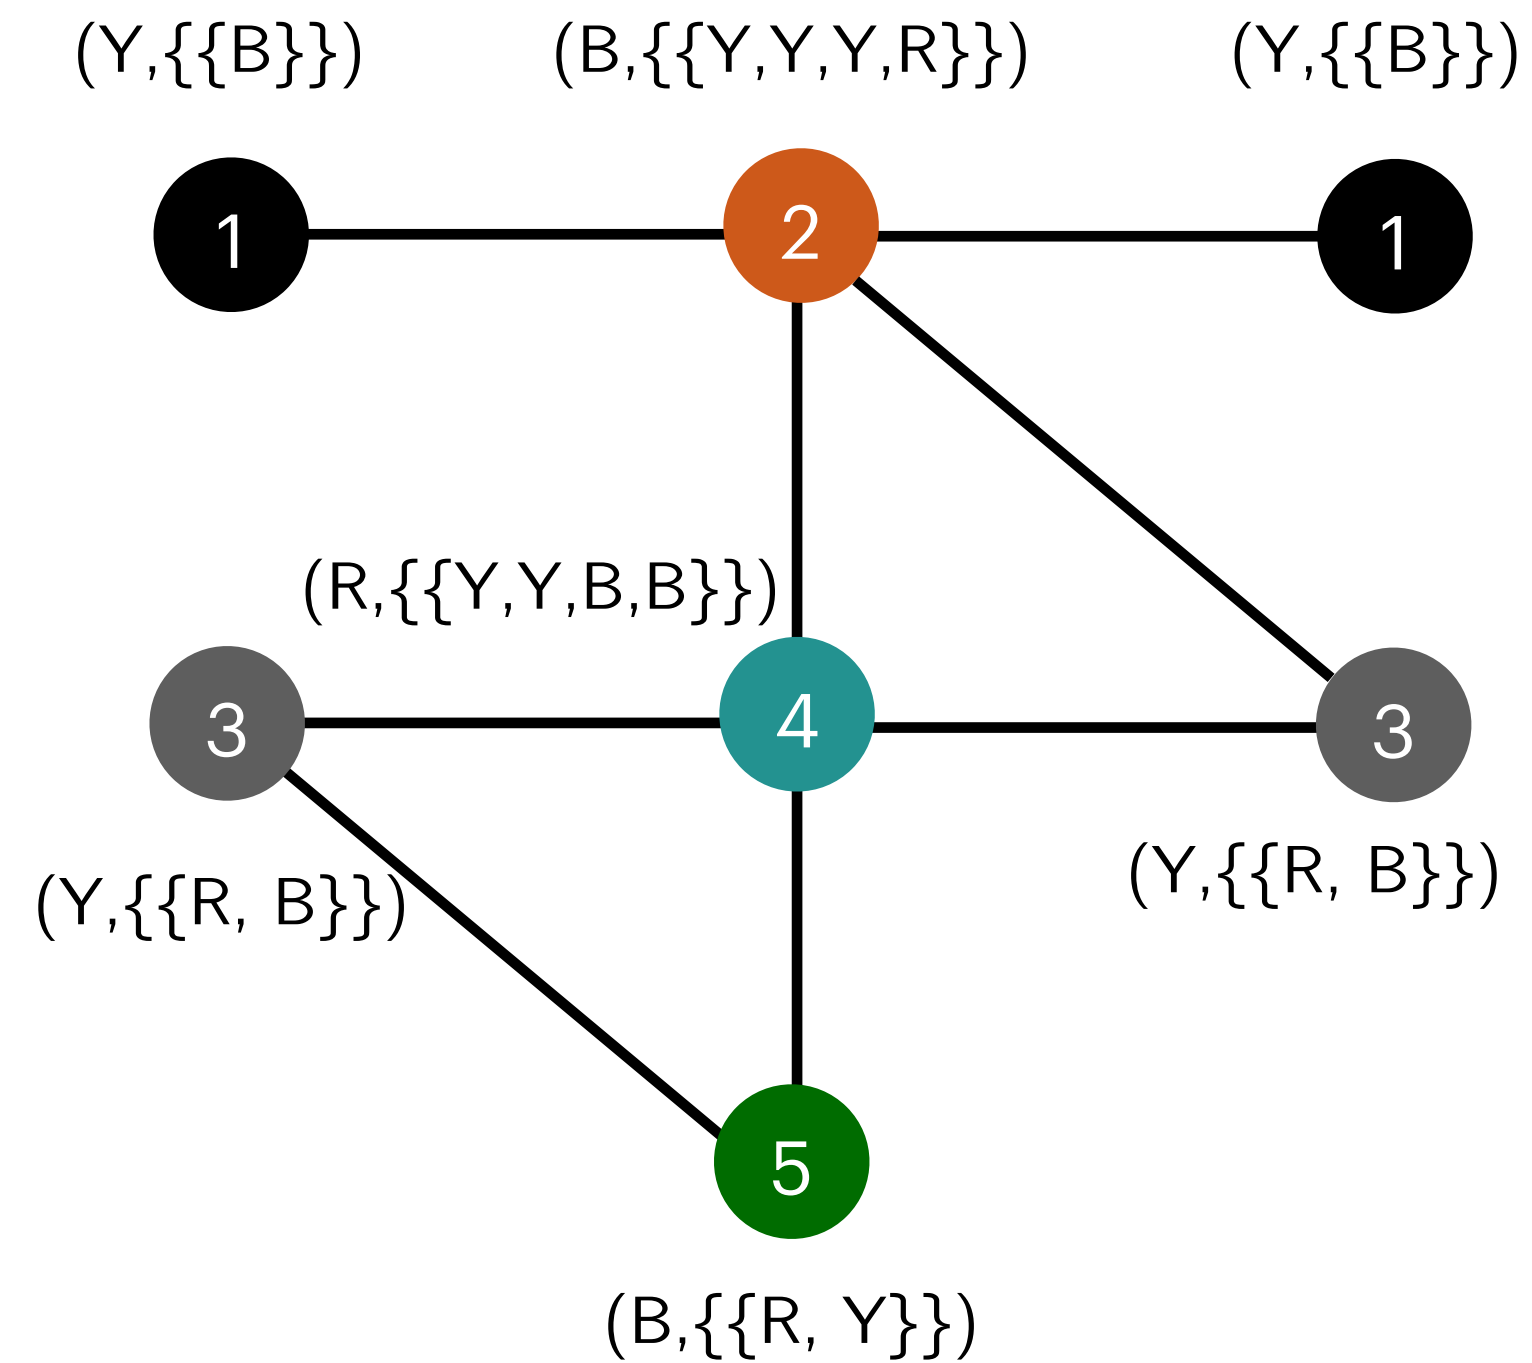 (Y,{{B}}) (B,{{Y,Y,Y,R}}) (Y,{{B}})
1 2 1
(R,{{Y,Y,B,B}})
3 4 3
(Y,{{R, B}}) (Y,{{R, B}})
5
(B,{{R, Y}})